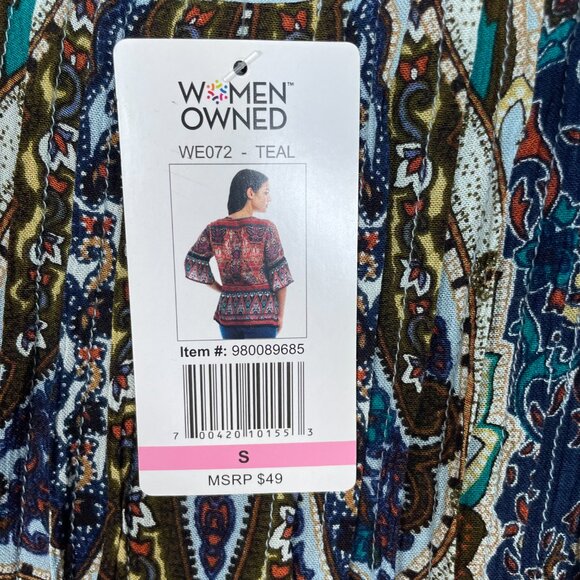 WOMEN™
OWNED
WE072 - TEAL
Item #: 980089685
7 00420 10155 3
S
MSRP $49